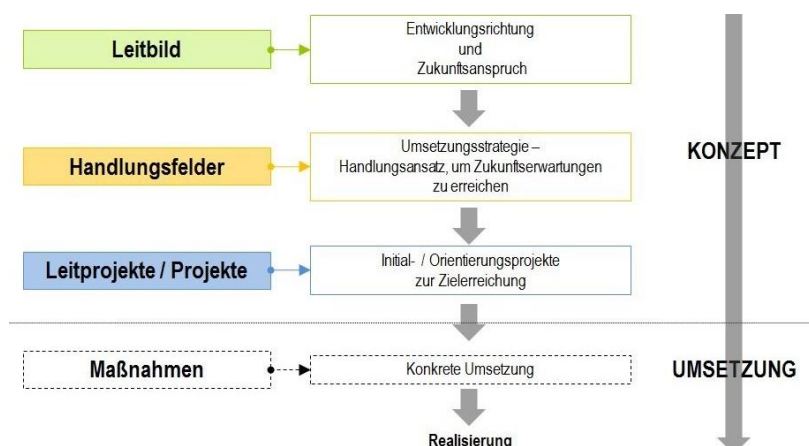 Leitbild
Entwicklungsrichtung
und
Zukunftsanspruch
Handlungsfelder
Umsetzungsstrategie –
Handlungsansatz, um Zukunftserwartungen
zu erreichen
KONZEPT
Leitprojekte / Projekte
Initial- / Orientierungsprojekte
zur Zielerreichung
Maßnahmen
Konkrete Umsetzung
UMSETZUNG
Realisierung